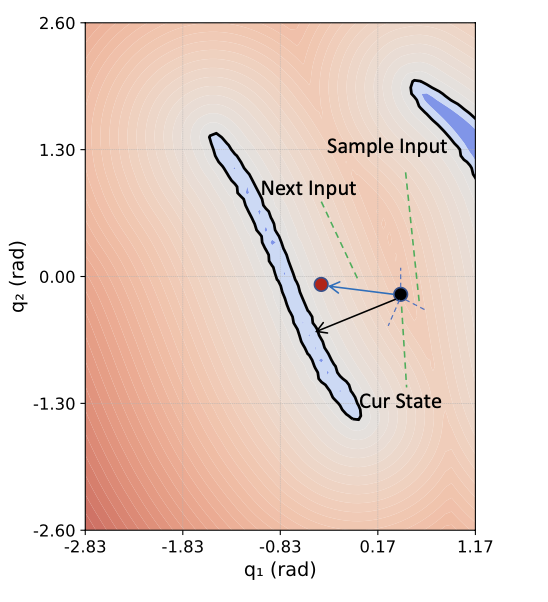 2.60
1.30
0.00
-1.30
-2.60
q₂ (rad)
Sample Input
Next Input
Cur State
-2.83
-1.83
-0.83
0.17
1.17
q₁ (rad)